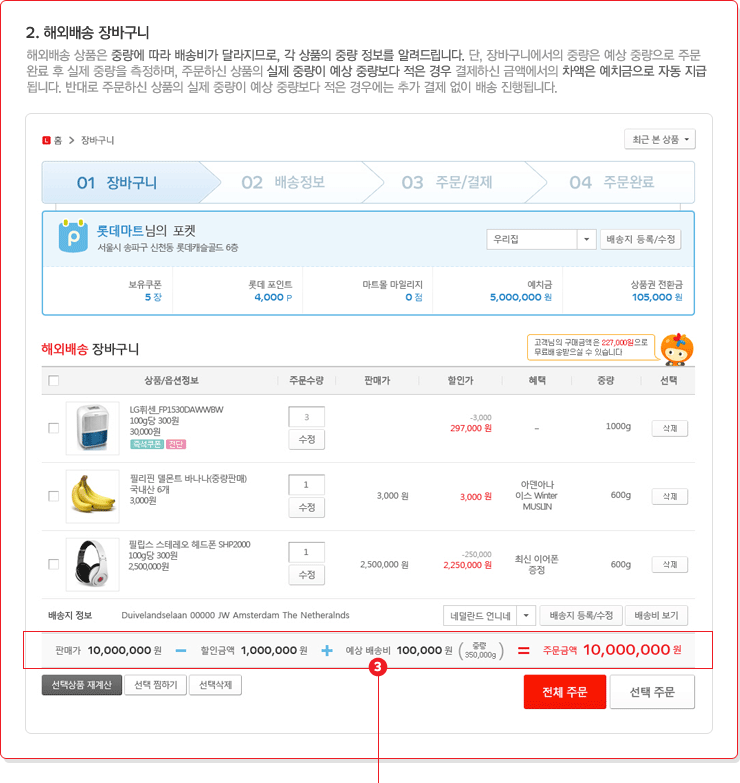 2. 해외배송 장바구니
해외배송 상품은 중량에 따라 배송비가 달라지므로, 각 상품의 중량 정보를 알려드립니다. 단, 장바구니에서의 중량은 예상 중량으로 주문
완료 후 실제 중량을 측정하며, 주문하신 상품의 실제 중량이 예상 중량보다 적은 경우 결제하신 금액에서의 차액은 예치금으로 자동 지급
됩니다. 반대로 주문하신 상품의 실제 중량이 예상 중량보다 적은 경우에는 추가 결제 없이 배송 진행됩니다.
L 홈 > 장바구니
최근 본 상품
01 장바구니 02 배송정보 03 주문/결제 04 주문완료
p 롯데마트님의 포켓
서울시 송파구 신전동 롯데캐슬골드 6층
우리집 배송지 등록/수정
보유쿠폰 롯데 포인트 마트몰 마일리지 예치금 상품권 전환금
5 장 4,000 P 0 점 5,000,000 원 105,000 원
해외배송 장바구니
고객님의 구매금액은 227,000원으로
무료배송받으실 수 있습니다
상품/옵션정보 주문수량 판매가 할인가 혜택 중량 선택
LG휘센_FP1530DAWWBW
100g당 300원
30,000원
즉석쿠폰 전단
3
수정
-3,000
297,000 원
–
1000g
삭제
필리핀 델몬트 바나나(중량판매)
국내산 6개
3,000원
1
수정
3,000 원
3,000 원
아덴아나
이스 Winter
MUSLIN
600g
삭제
필립스 스테레오 헤드폰 SHP2000
100g당 300원
2,500,000원
1
수정
2,500,000 원
-250,000
2,250,000 원
최신 이어폰
증정
600g
삭제
배송지 정보 Duivelandselaan 00000 JW Amsterdam The Netheralnds 네덜란드 언니네 배송지 등록/수정 배송비 보기
판매가 10,000,000 원 − 할인금액 1,000,000 원 + 예상 배송비 100,000 원 (중량 350,000g) = 주문금액 10,000,000 원
3
선택상품 재계산 선택 찜하기 선택삭제 전체 주문 선택 주문